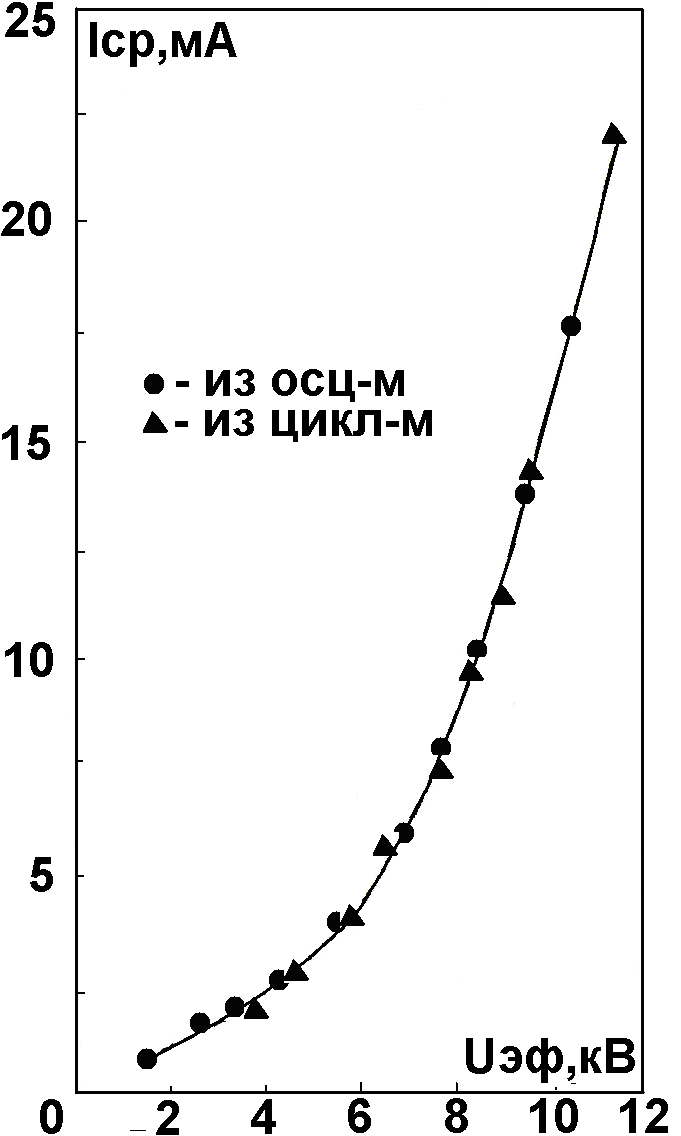 25
Iср,мА
20
● - из осц-м
15
▲ - из цикл-м
10
5
Uэф,кВ
0 2 4 6 8 10 12